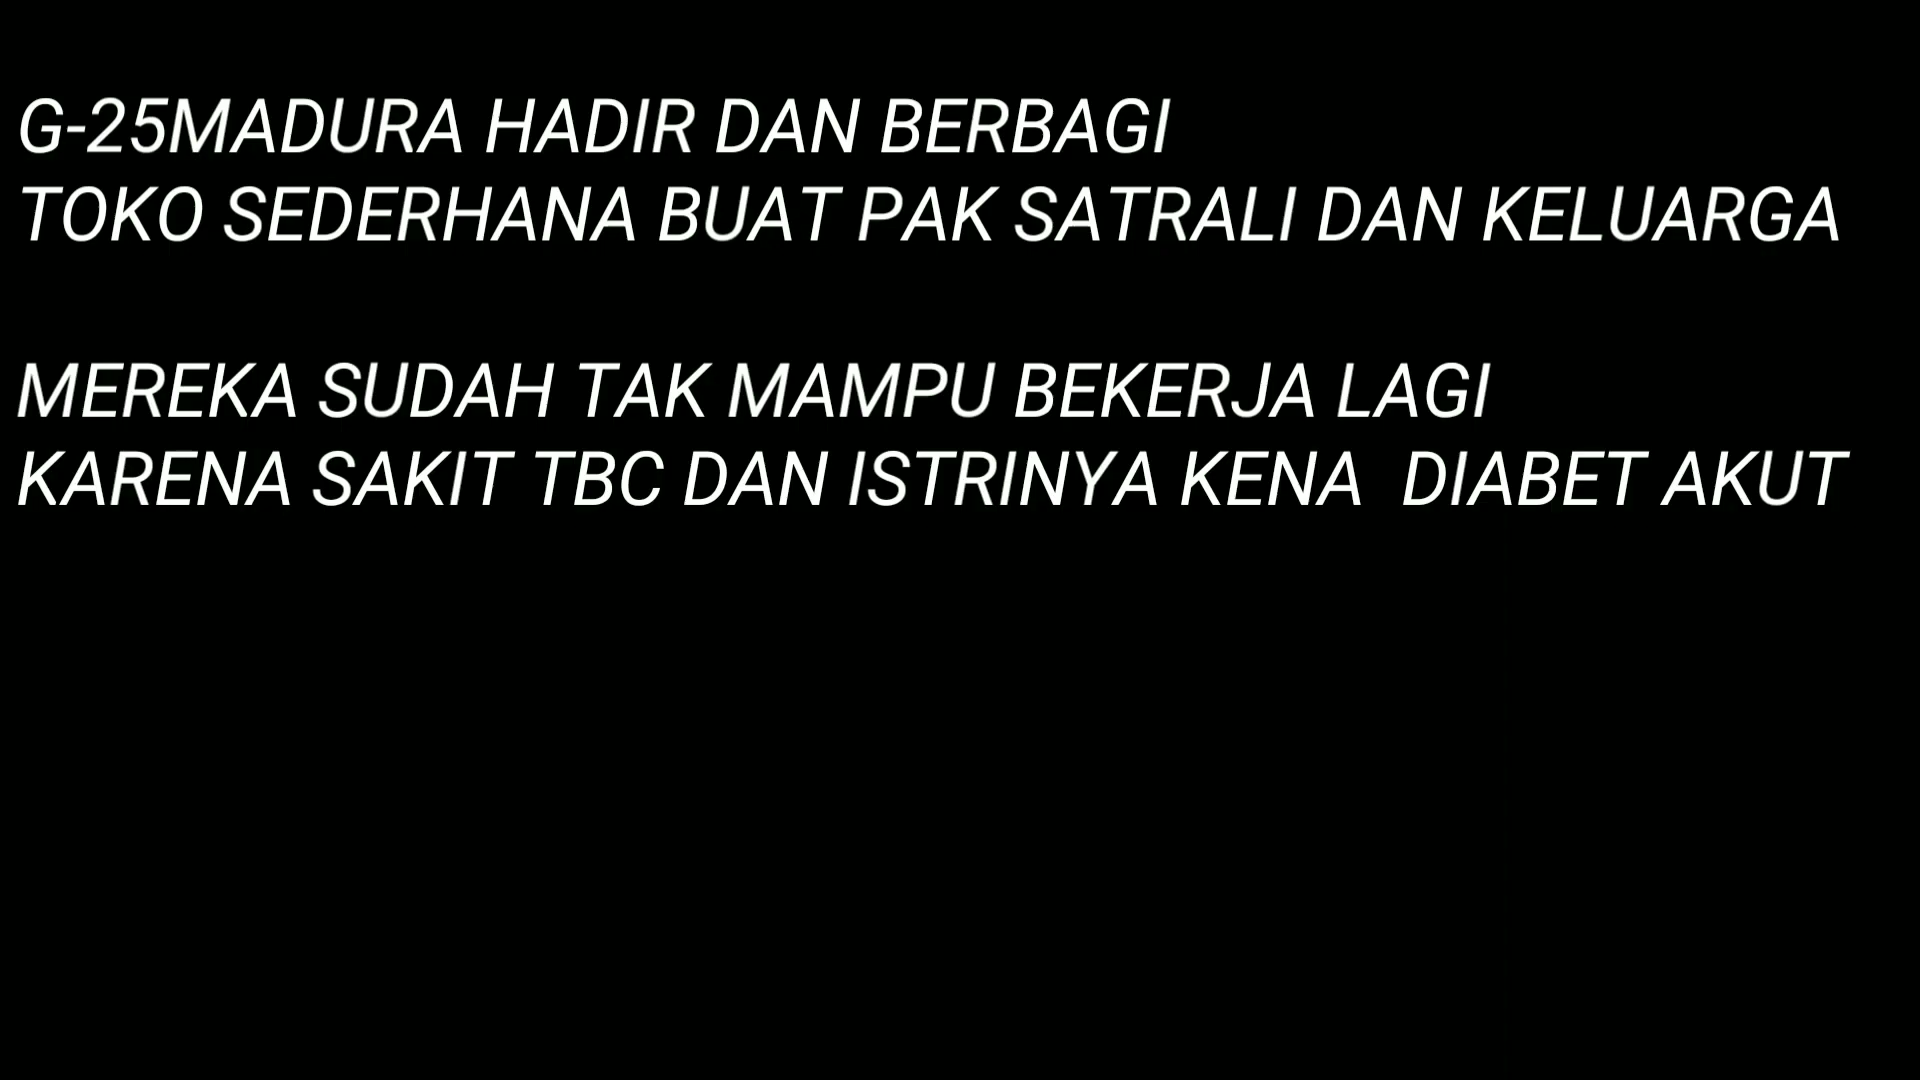 G-25MADURA HADIR DAN BERBAGI
TOKO SEDERHANA BUAT PAK SATRALI DAN KELUARGA
MEREKA SUDAH TAK MAMPU BEKERJA LAGI
KARENA SAKIT TBC DAN ISTRINYA KENA  DIABET AKUT